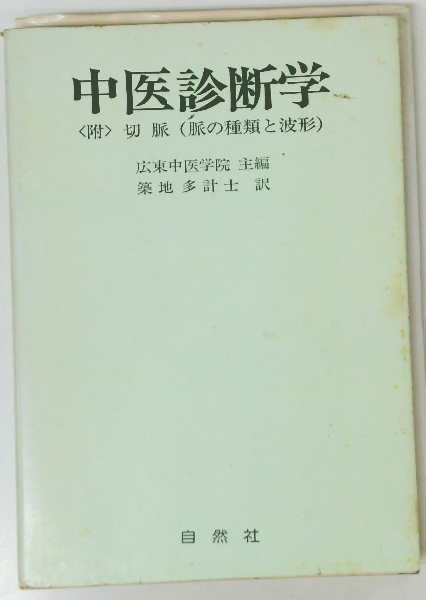 中医診断学
〈附〉切脈（脈の種類と波形）
広東中医学院 主編
築地 多計士 訳
自然社